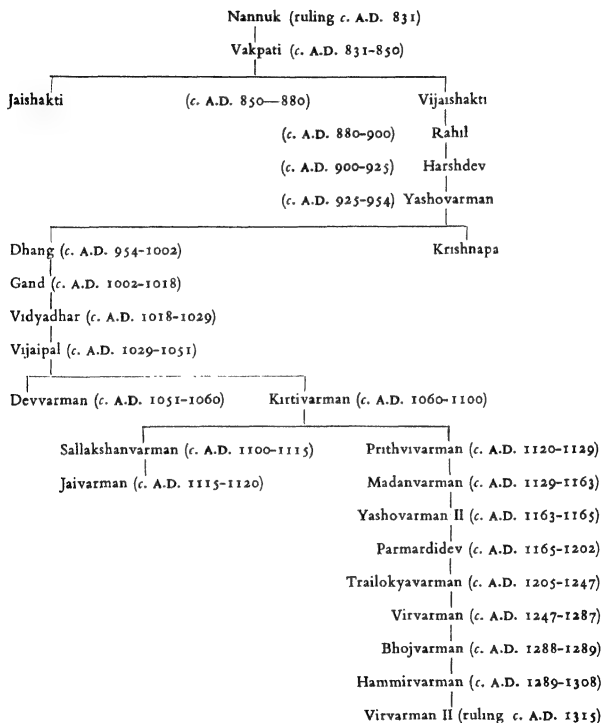 Nannuk (ruling c. A.D. 831)
Vakpati (c. A.D. 831-850)
Jaishakti (c. A.D. 850—880) Vijaishakti
(c. A.D. 880-900) Rahil
(c. A.D. 900-925) Harshdev
(c. A.D. 925-954) Yashovarman
Dhang (c. A.D. 954-1002) Krishnapa
Gand (c. A.D. 1002-1018)
Vidyadhar (c. A.D. 1018-1029)
Vijaipal (c. A.D. 1029-1051)
Devvarman (c. A.D. 1051-1060) Kirtivarman (c. A.D. 1060-1100)
Sallakshanvarman (c. A.D. 1100-1115) Prithvivarman (c. A.D. 1120-1129)
Jaivarman (c. A.D. 1115-1120) Madanvarman (c. A.D. 1129-1163)
Yashovarman II (c. A.D. 1163-1165)
Parmardidev (c. A.D. 1165-1202)
Trailokyavarman (c. A.D. 1205-1247)
Virvarman (c. A.D. 1247-1287)
Bhojvarman (c. A.D. 1288-1289)
Hammirvarman (c. A.D. 1289-1308)
Virvarman II (ruling c. A.D. 1315)